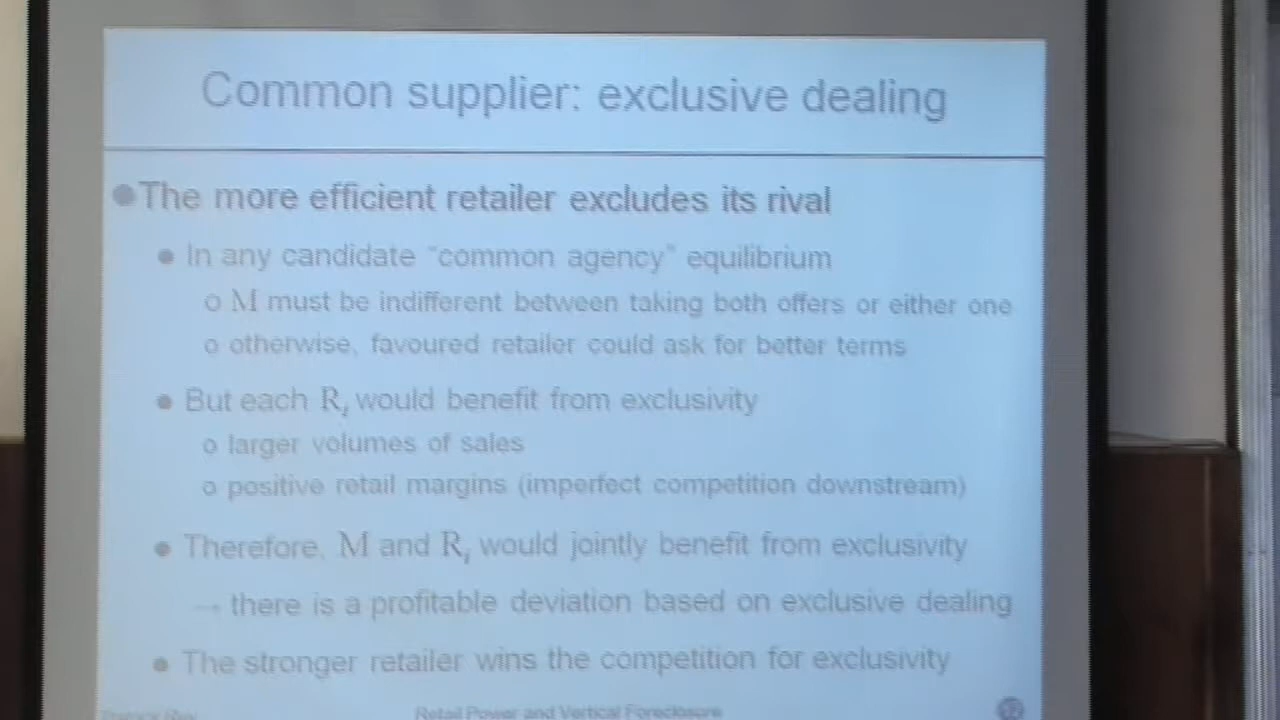 Common supplier: exclusive dealing
● The more efficient retailer excludes its rival
● In any candidate “common agency” equilibrium
o M must be indifferent between taking both offers or either one
o otherwise, favoured retailer could ask for better terms
● But each Ri would benefit from exclusivity
o larger volumes of sales
o positive retail margins (imperfect competition downstream)
● Therefore, M and Ri would jointly benefit from exclusivity
→ there is a profitable deviation based on exclusive dealing
● The stronger retailer wins the competition for exclusivity
Retail Power and Vertical Foreclosure